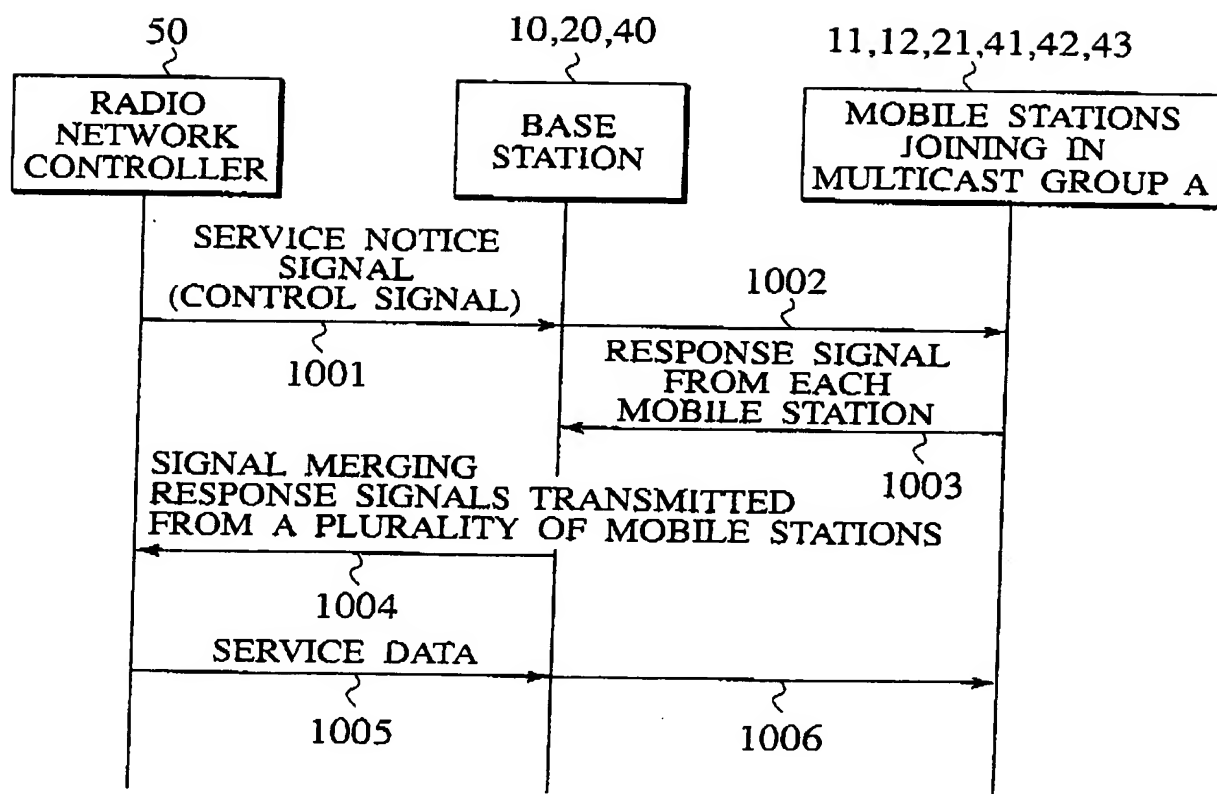 50
10,20,40
11,12,21,41,42,43
RADIO
NETWORK
CONTROLLER
BASE
STATION
MOBILE STATIONS
JOINING IN
MULTICAST GROUP A
SERVICE NOTICE
SIGNAL
(CONTROL SIGNAL)
1001
1002
RESPONSE SIGNAL
FROM EACH
MOBILE STATION
1003
SIGNAL MERGING
RESPONSE SIGNALS TRANSMITTED
FROM A PLURALITY OF MOBILE STATIONS
1004
SERVICE DATA
1005
1006